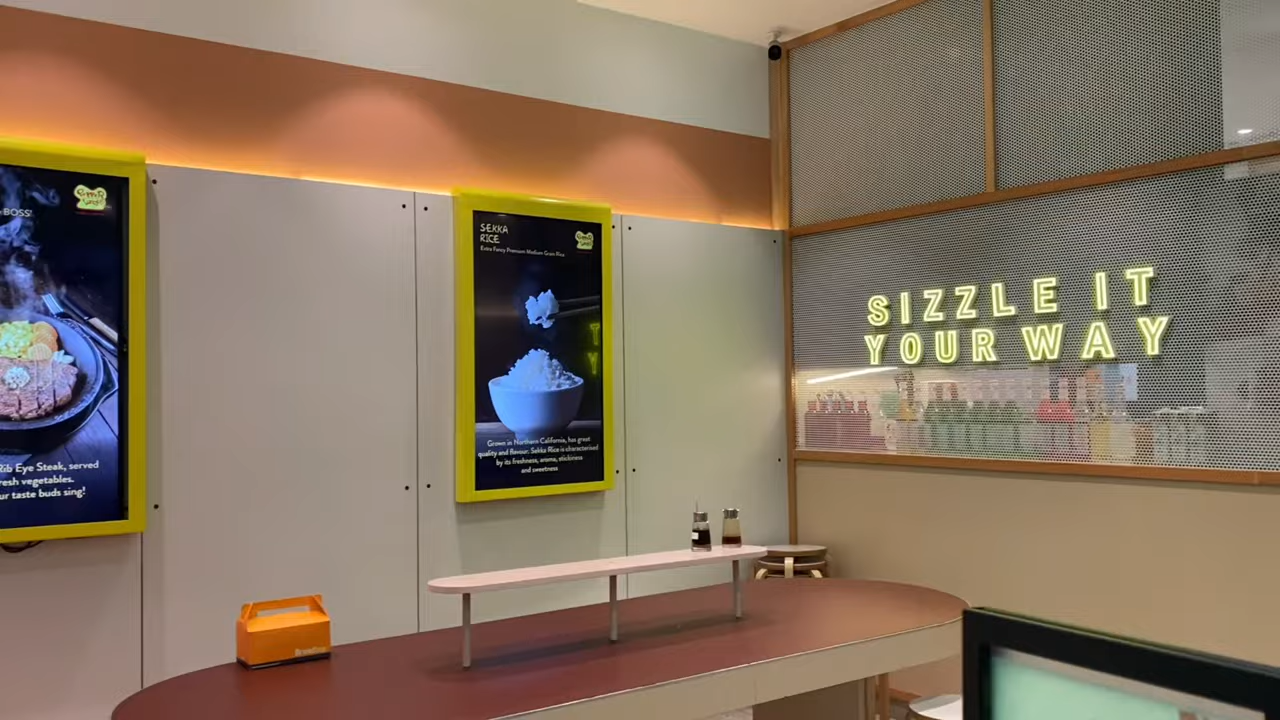 BOSS'
Rib Eye Steak, served
resh vegetables.
ur taste buds sing!
SEKKA
RICE
Extra Fancy Premium Medium Grain Rice
Grown in Northern California, has great
quality and flavour. Sekka Rice is characterised
by its freshness, aroma, stickiness
and sweetness
SIZZLE IT
YOUR WAY